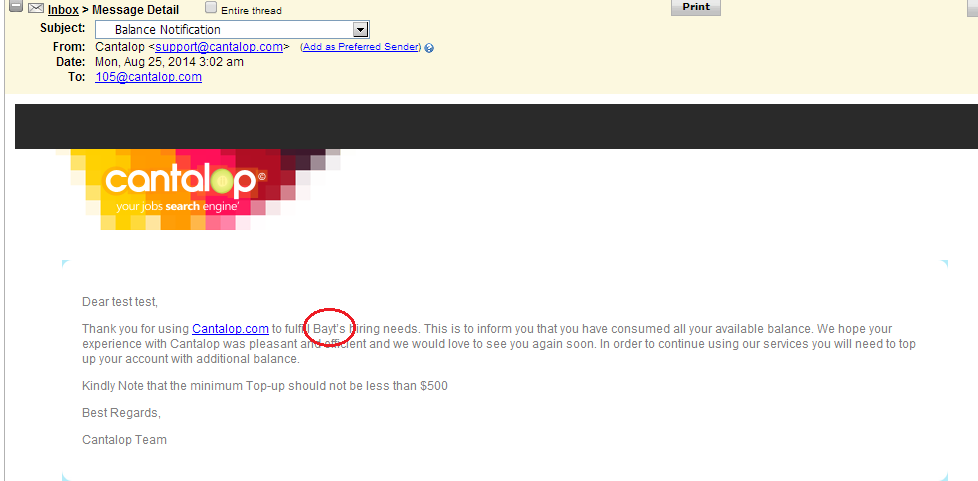 Inbox > Message Detail Entire thread Print
Subject: Balance Notification
From: Cantalop <support@cantalop.com> (Add as Preferred Sender) ?
Date: Mon, Aug 25, 2014 3:02 am
To: 105@cantalop.com
cantalop©
your jobs search engine'
Dear test test,
Thank you for using Cantalop.com to fulfill Bayt's hiring needs. This is to inform you that you have consumed all your available balance. We hope your
experience with Cantalop was pleasant and efficient and we would love to see you again soon. In order to continue using our services you will need to top
up your account with additional balance.
Kindly Note that the minimum Top-up should not be less than $500
Best Regards,
Cantalop Team